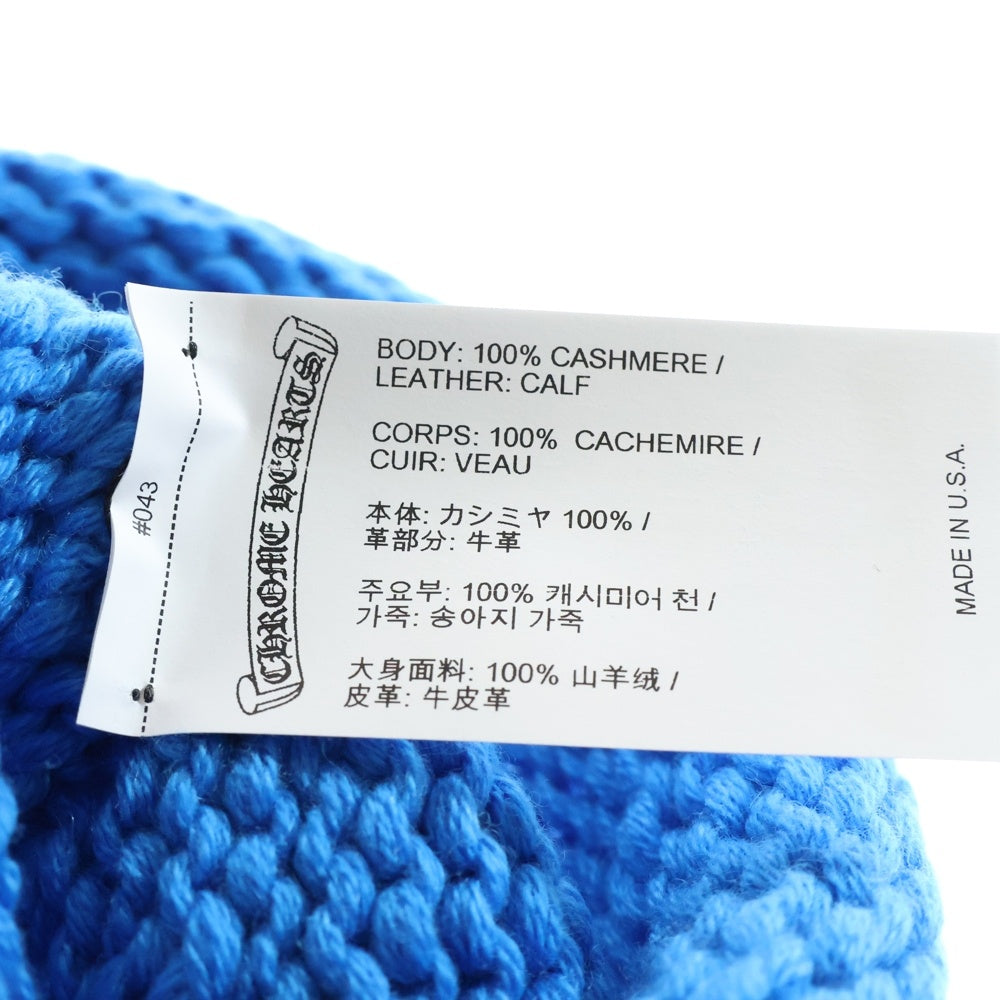 #043
CHROME HEARTS
BODY: 100% CASHMERE /
LEATHER: CALF
CORPS: 100% CACHEMIRE /
CUIR: VEAU
本体: カシミヤ 100% /
革部分: 牛革
주요부: 100% 캐시미어 천 /
가죽: 송아지 가죽
大身面料: 100% 山羊绒 /
皮革: 牛皮革
MADE IN U.S.A.